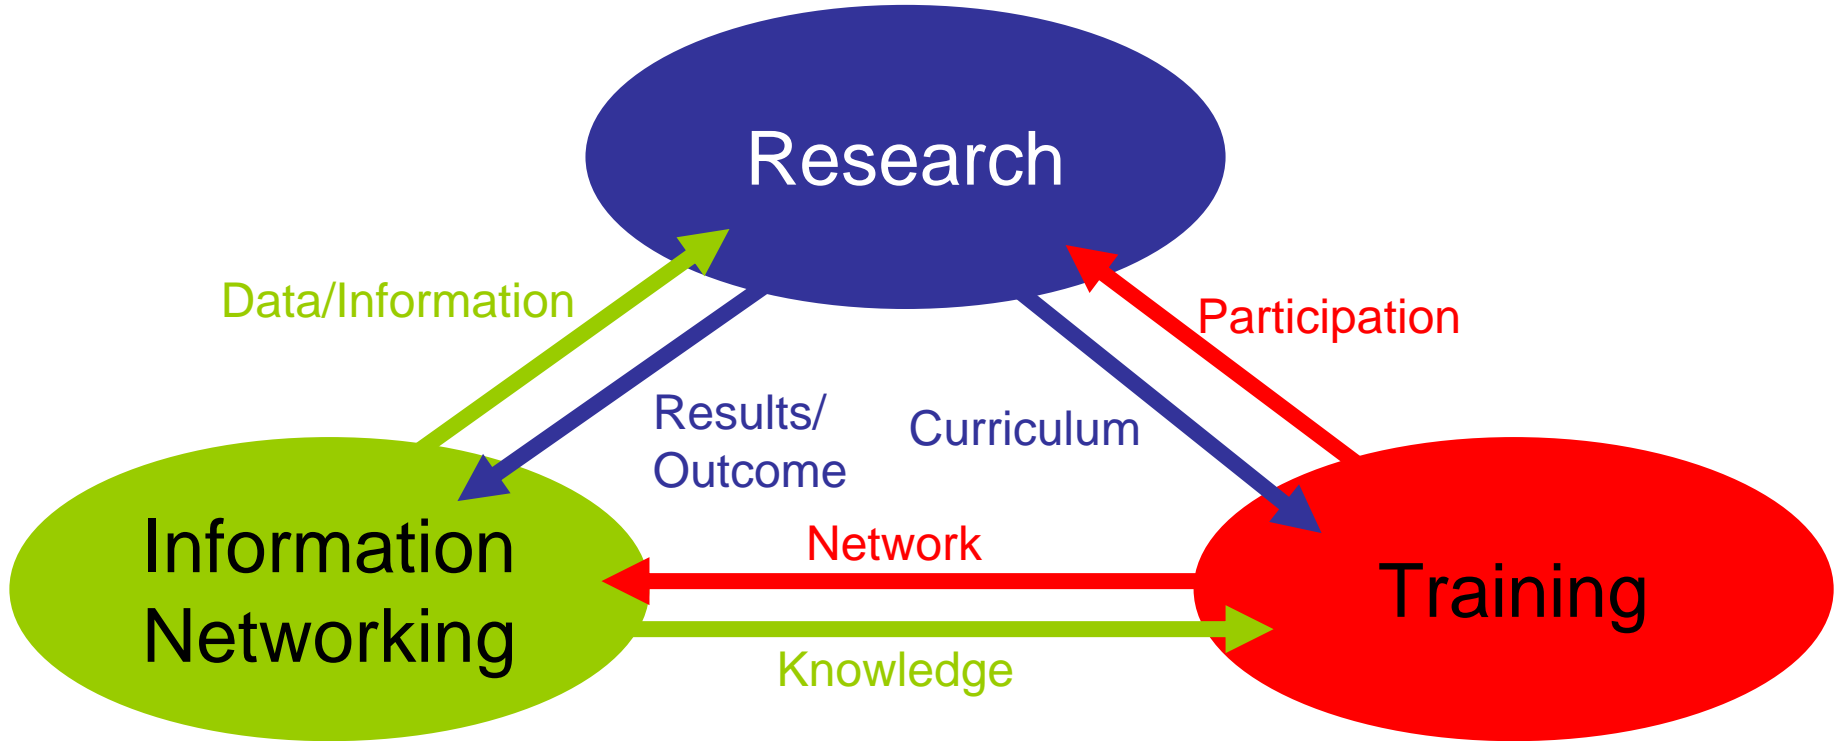 Research
Data/Information
Participation
Results/
Outcome
Curriculum
Information
Networking
Network
Training
Knowledge